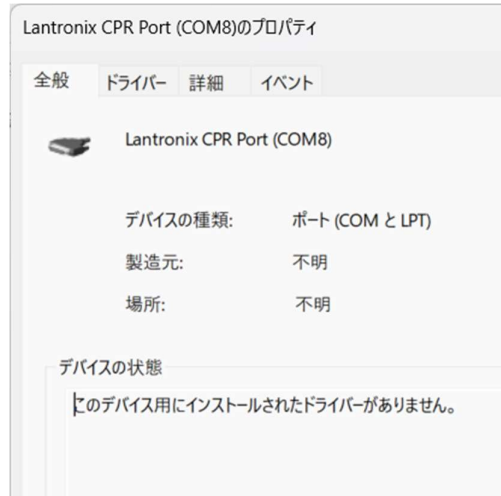 Lantronix CPR Port (COM8)のプロパティ
全般 ドライバー 詳細 イベント
Lantronix CPR Port (COM8)
デバイスの種類: ポート (COM と LPT)
製造元: 不明
場所: 不明
デバイスの状態
このデバイス用にインストールされたドライバーがありません。